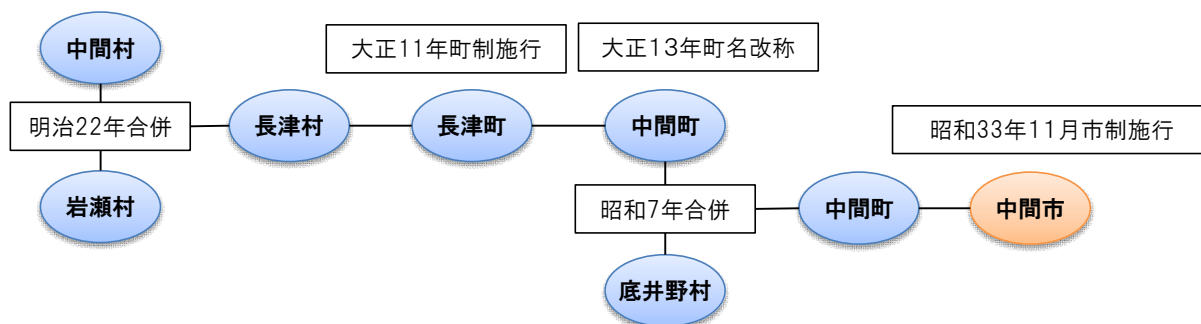 中間村
大正11年町制施行
大正13年町名改称
明治22年合併
長津村
長津町
中間町
昭和33年11月市制施行
岩瀬村
昭和7年合併
中間町
中間市
底井野村